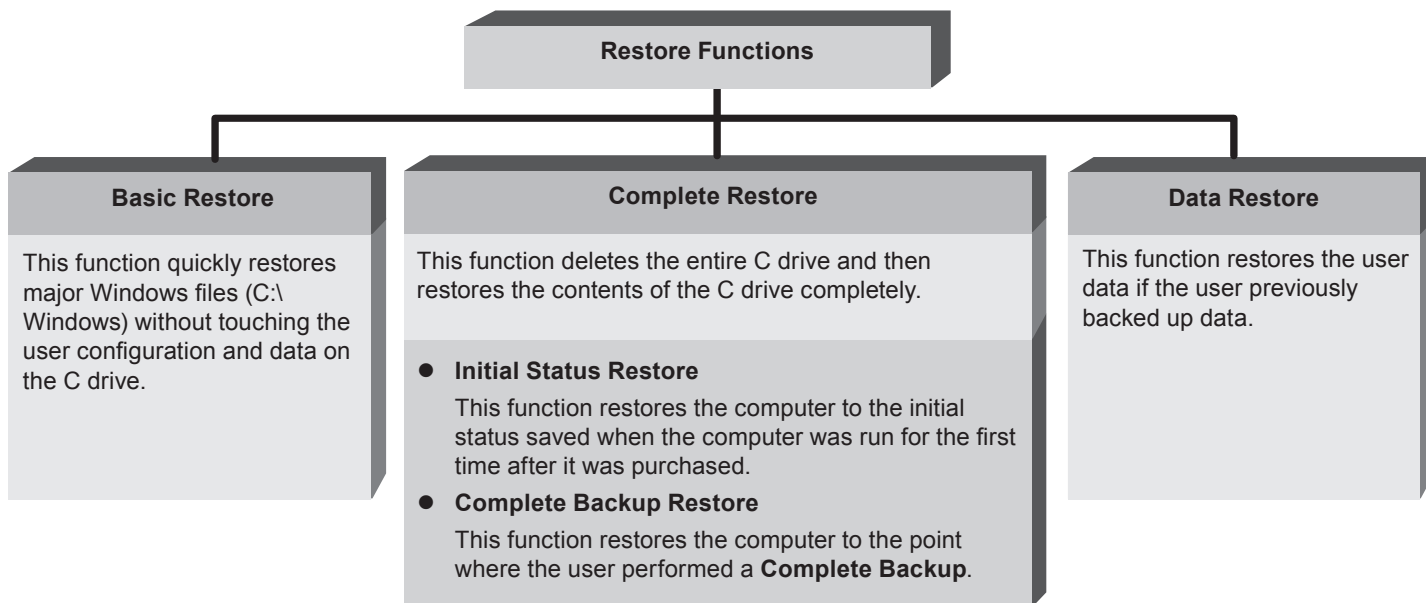 Restore Functions
Basic Restore
This function quickly restores
major Windows files (C:\
Windows) without touching the
user configuration and data on
the C drive.
Complete Restore
This function deletes the entire C drive and then
restores the contents of the C drive completely.
● Initial Status Restore
This function restores the computer to the initial
status saved when the computer was run for the first
time after it was purchased.
● Complete Backup Restore
This function restores the computer to the point
where the user performed a Complete Backup.
Data Restore
This function restores the user
data if the user previously
backed up data.